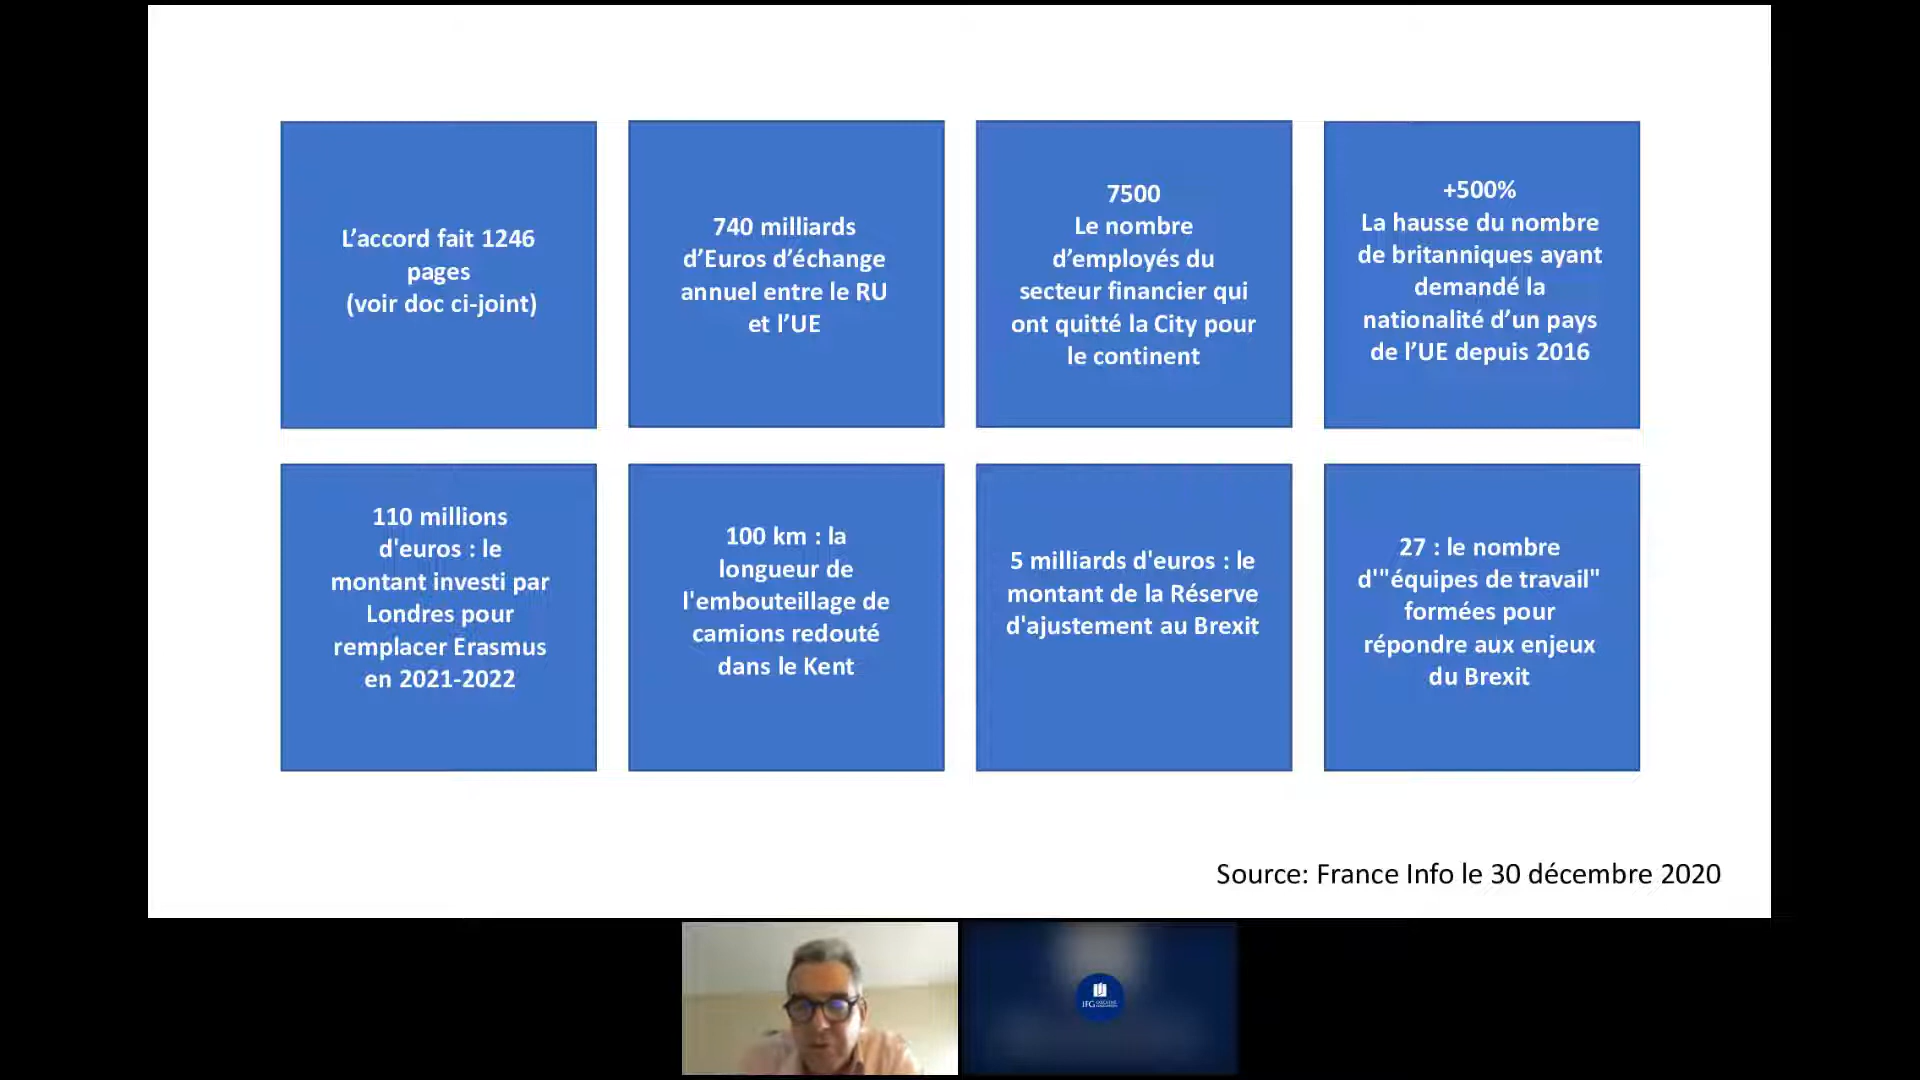 L’accord fait 1246
pages
(voir doc ci-joint)
740 milliards
d’Euros d’échange
annuel entre le RU
et l’UE
7500
Le nombre
d’employés du
secteur financier qui
ont quitté la City pour
le continent
+500%
La hausse du nombre
de britanniques ayant
demandé la
nationalité d’un pays
de l’UE depuis 2016
110 millions
d'euros : le
montant investi par
Londres pour
remplacer Erasmus
en 2021-2022
100 km : la
longueur de
l'embouteillage de
camions redouté
dans le Kent
5 milliards d'euros : le
montant de la Réserve
d'ajustement au Brexit
27 : le nombre
d'"équipes de travail"
formées pour
répondre aux enjeux
du Brexit
Source: France Info le 30 décembre 2020
IFG